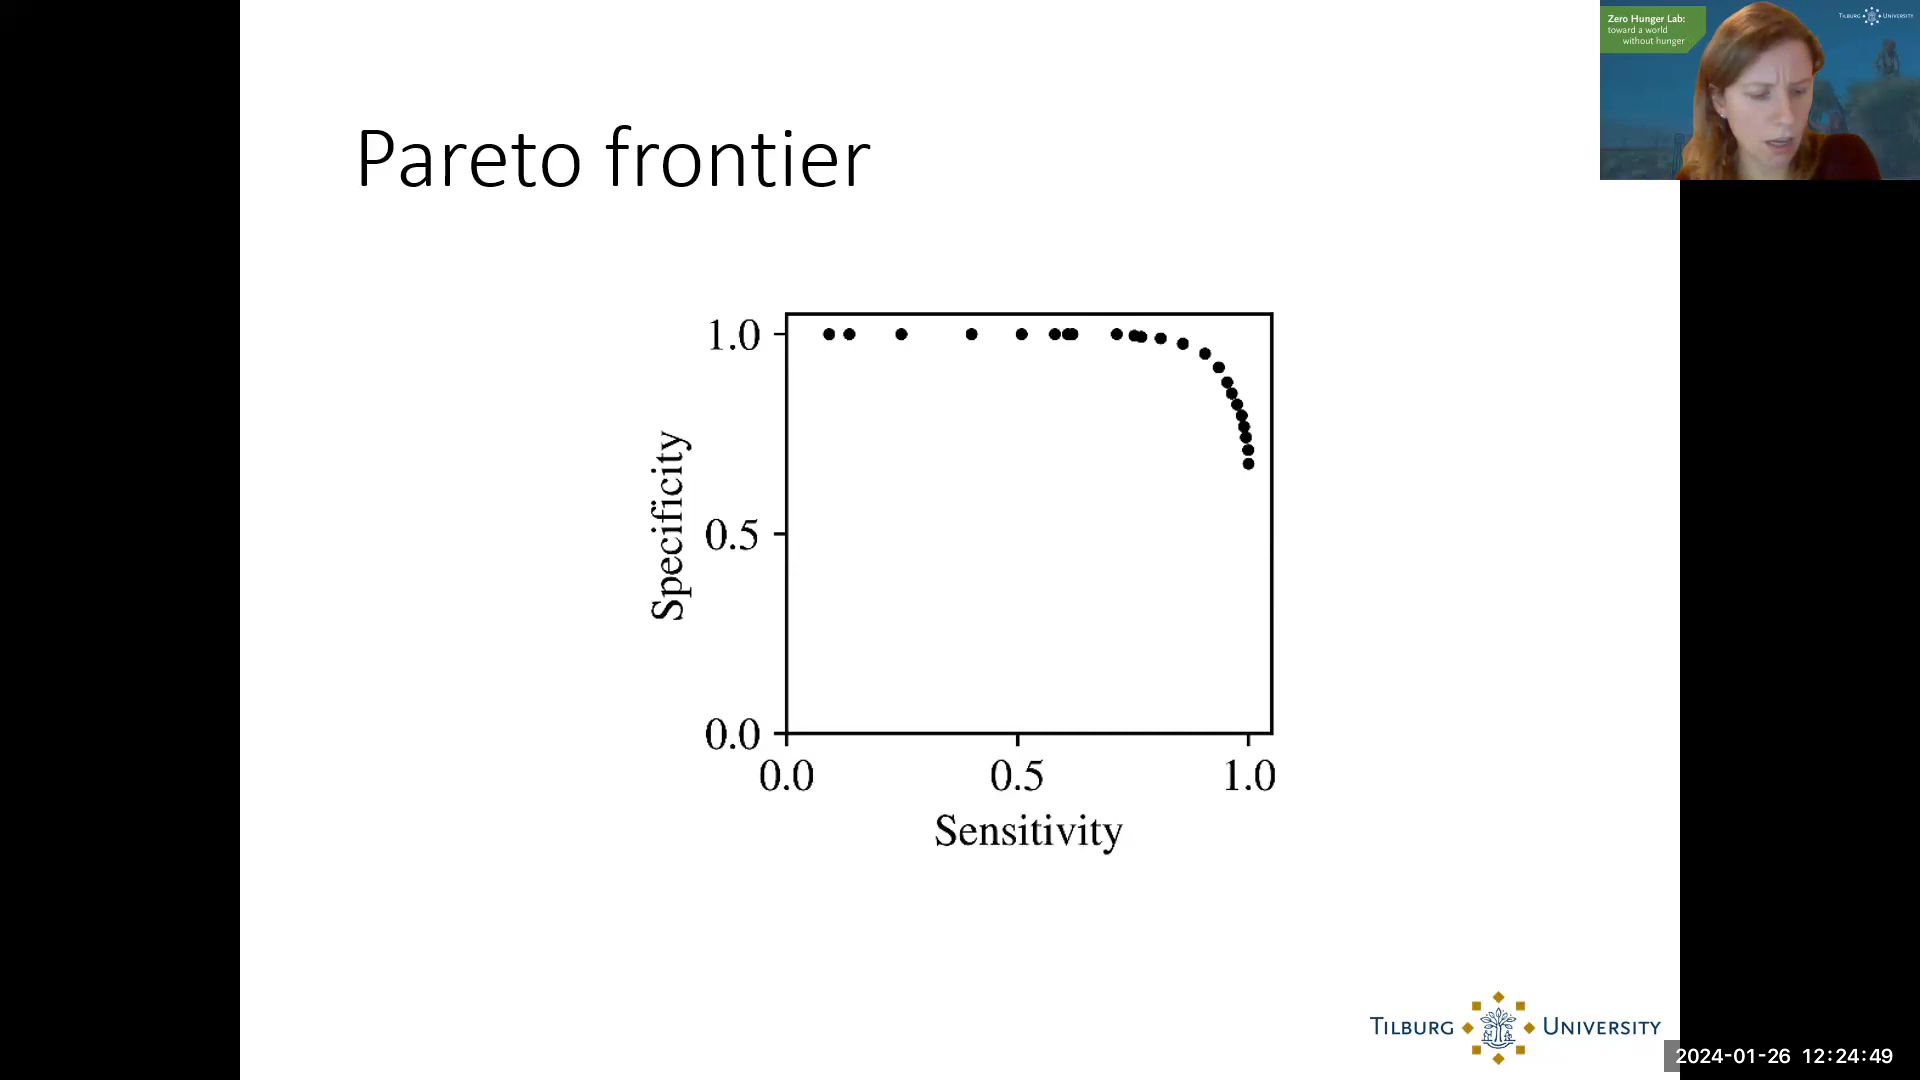 Zero Hunger Lab:
toward a world
without hunger
TILBURG UNIVERSITY
Pareto frontier
1.0
0.5
0.0
Specificity
0.0 0.5 1.0
Sensitivity
TILBURG UNIVERSITY
2024-01-26 12:24:49